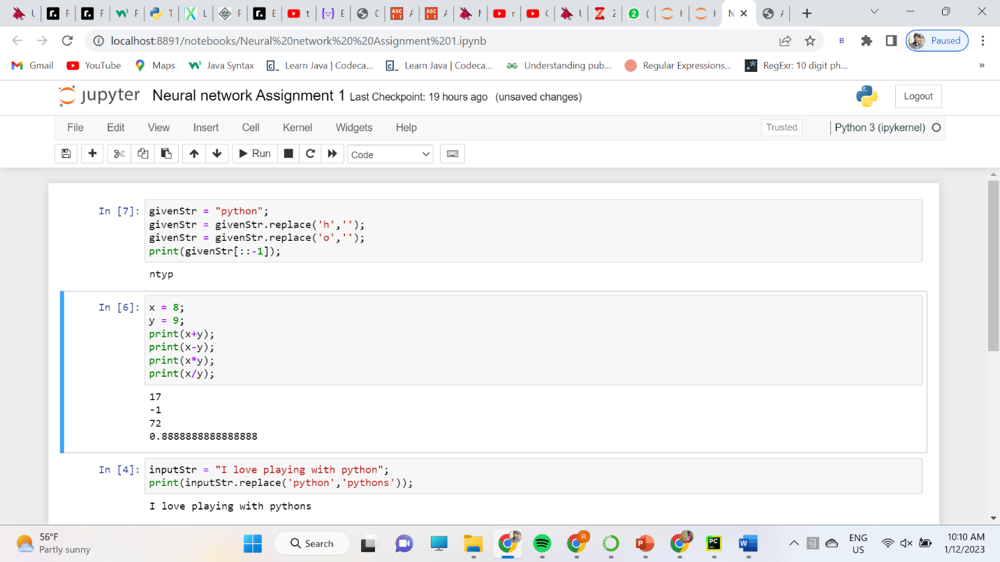 localhost:8891/notebooks/Neural%20network%20%20Assignment%201.ipynb
B
Paused
Gmail
YouTube
Maps
Java Syntax
Learn Java | Codeca...
Learn Java | Codeca...
Understanding pub...
Regular Expressions...
RegExr: 10 digit ph...
»
jupyter Neural network Assignment 1 Last Checkpoint: 19 hours ago (unsaved changes)
Logout
File Edit View Insert Cell Kernel Widgets Help
Trusted
Python 3 (ipykernel)
Run
Code
In [7]:
givenStr = "python";
givenStr = givenStr.replace('h','');
givenStr = givenStr.replace('o','');
print(givenStr[::-1]);
ntyp
In [6]:
x = 8;
y = 9;
print(x+y);
print(x-y);
print(x*y);
print(x/y);
17
-1
72
0.8888888888888888
In [4]:
inputStr = "I love playing with python";
print(inputStr.replace('python','pythons'));
I love playing with pythons
56°F
Partly sunny
Search
ENG
US
10:10 AM
1/12/2023